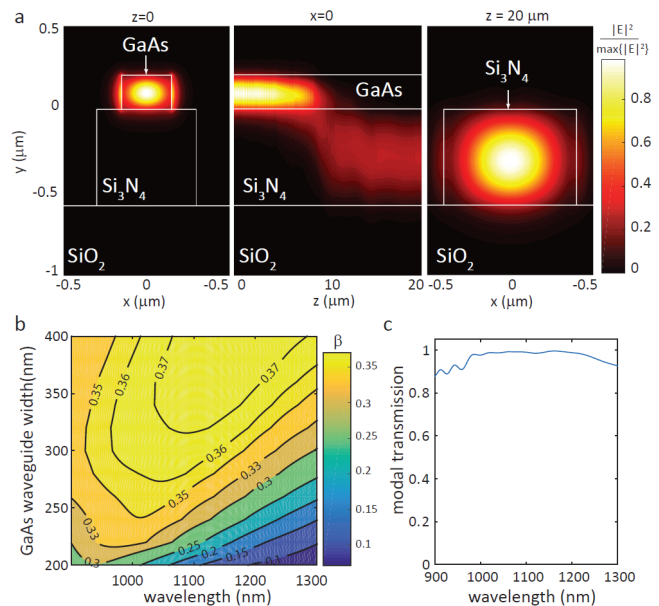 a
z=0
x=0
z = 20 μm
|E|²
max{|E|²}
0.5
0
-0.5
-1
y (μm)
GaAs
Si₃N₄
SiO₂
-0.5
0
-0.5
x (μm)
GaAs
Si₃N₄
0
10
20
z (μm)
Si₃N₄
SiO₂
-0.5
0
-0.5
x (μm)
0.8
0.6
0.4
0.2
0
b
β
GaAs waveguide width(nm)
400
350
300
250
200
0.35
0.36
0.37
0.37
0.36
0.35
0.33
0.3
0.33
0.3
0.25
0.2
0.15
0.1
1000
1100
1200
1300
wavelength (nm)
0.35
0.3
0.25
0.2
0.15
0.1
c
modal transmission
1
0.8
0.6
0.4
0.2
0
900
1000
1100
1200
1300
wavelength (nm)